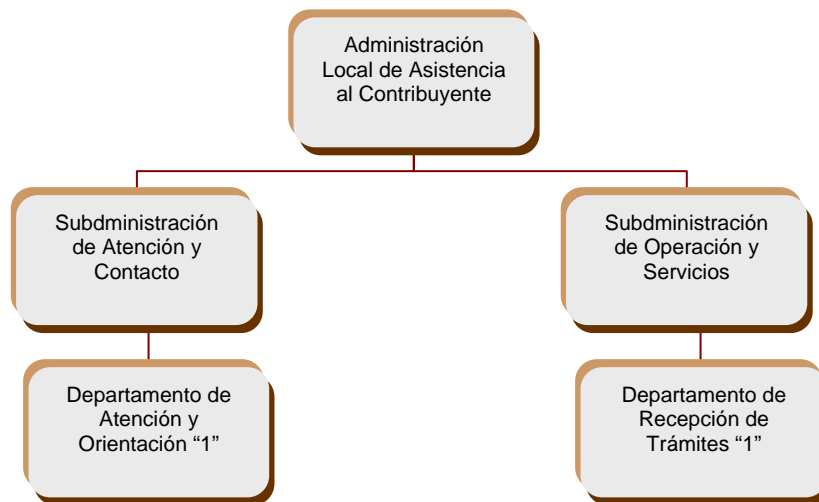 Administración
Local de Asistencia
al Contribuyente
Subdministración
de Atención y
Contacto
Subdministración
de Operación y
Servicios
Departamento de
Atención y
Orientación “1”
Departamento de
Recepción de
Trámites “1”